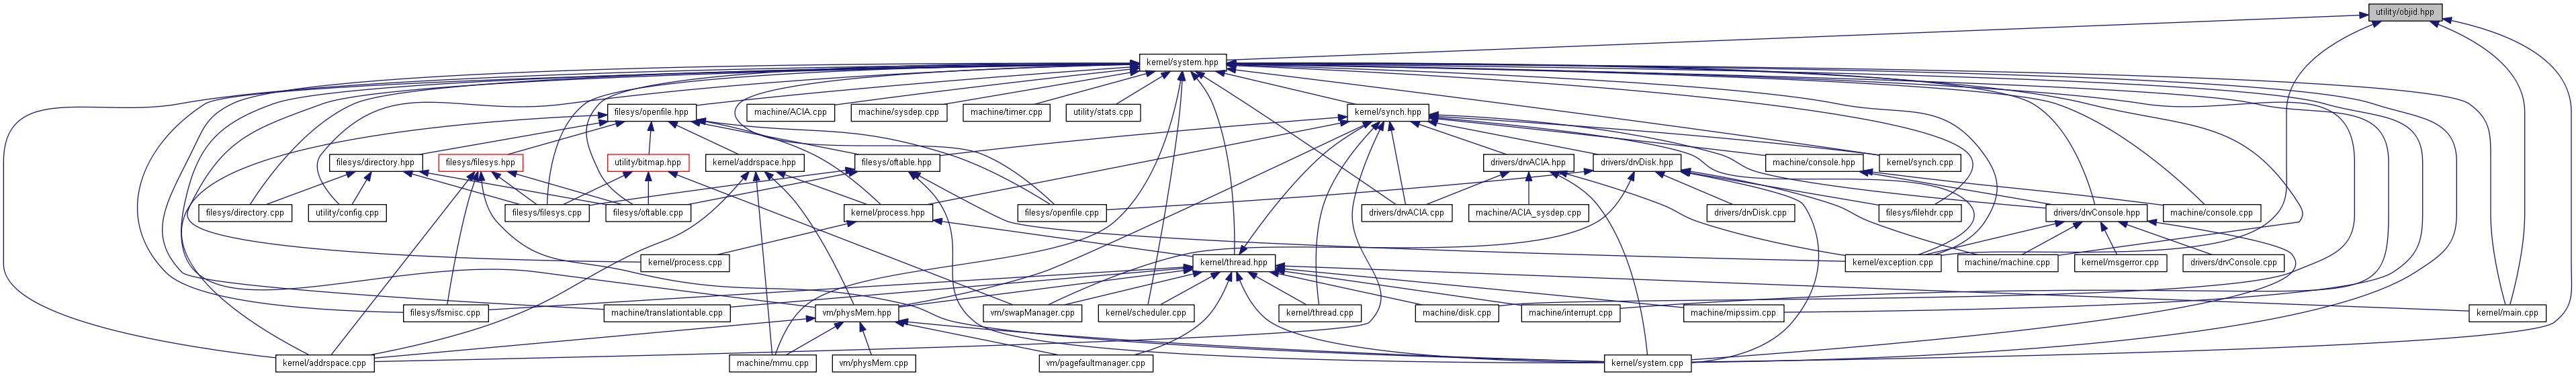 utility/objid.hpp
kernel/system.hpp
filesys/openfile.hpp
machine/ACIA.cpp
machine/sysdep.cpp
machine/timer.cpp
utility/stats.cpp
kernel/synch.hpp
filesys/directory.hpp
filesys/filesys.hpp
utility/bitmap.hpp
kernel/addrspace.hpp
filesys/oftable.hpp
drivers/drvACIA.hpp
drivers/drvDisk.hpp
machine/console.hpp
kernel/synch.cpp
filesys/directory.cpp
utility/config.cpp
filesys/filesys.cpp
filesys/oftable.cpp
kernel/process.hpp
filesys/openfile.cpp
drivers/drvACIA.cpp
machine/ACIA_sysdep.cpp
drivers/drvDisk.cpp
filesys/filehdr.cpp
drivers/drvConsole.hpp
machine/console.cpp
kernel/process.cpp
kernel/thread.hpp
kernel/exception.cpp
machine/machine.cpp
kernel/msgerror.cpp
drivers/drvConsole.cpp
filesys/fsmisc.cpp
machine/translationtable.cpp
vm/physMem.hpp
vm/swapManager.cpp
kernel/scheduler.cpp
kernel/thread.cpp
machine/disk.cpp
machine/interrupt.cpp
machine/mipssim.cpp
kernel/main.cpp
kernel/addrspace.cpp
machine/mmu.cpp
vm/physMem.cpp
vm/pagefaultmanager.cpp
kernel/system.cpp